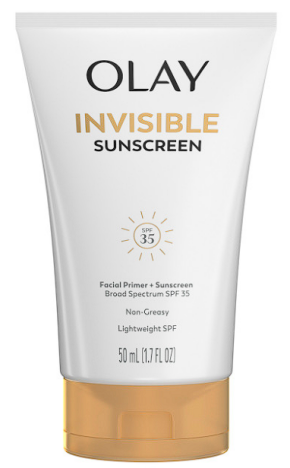 OLAY
INVISIBLE
SUNSCREEN
SPF
35
Facial Primer + Sunscreen
Broad Spectrum SPF 35
Non-Greasy
Lightweight SPF
50 mL (1.7 FL OZ)